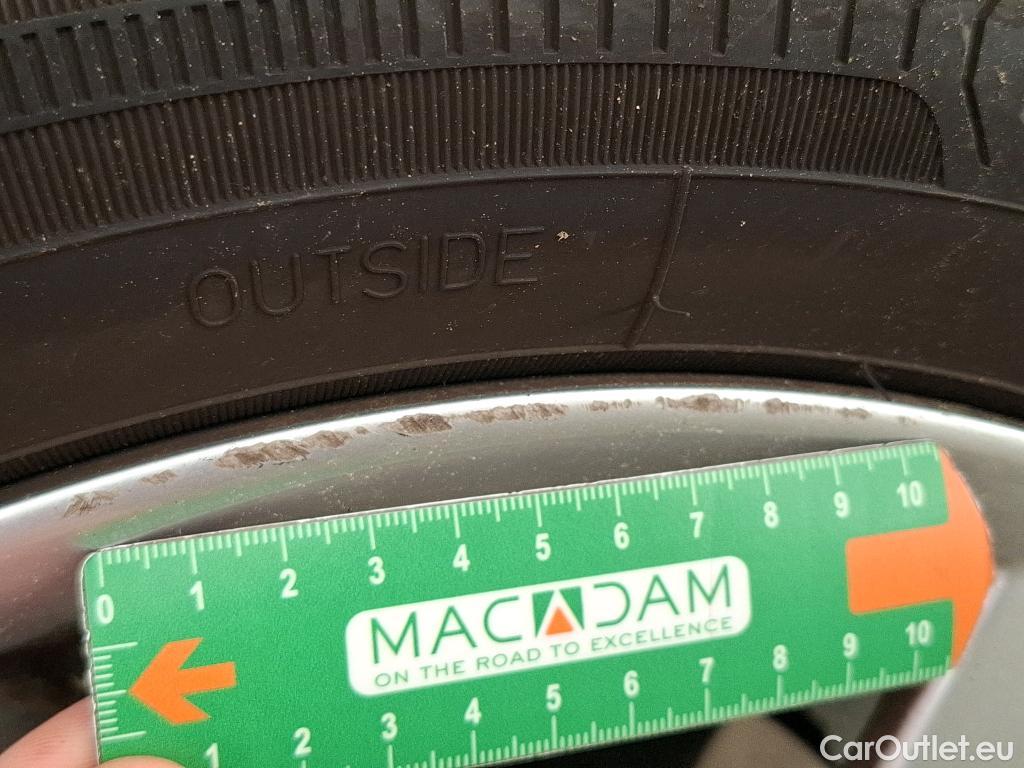 OUTSIDE
0 1 2 3 4 5 6 7 8 9 10
MACADAM
ON THE ROAD TO EXCELLENCE
1 2 3 4 5 6 7 8 9 10
CarOutlet.eu